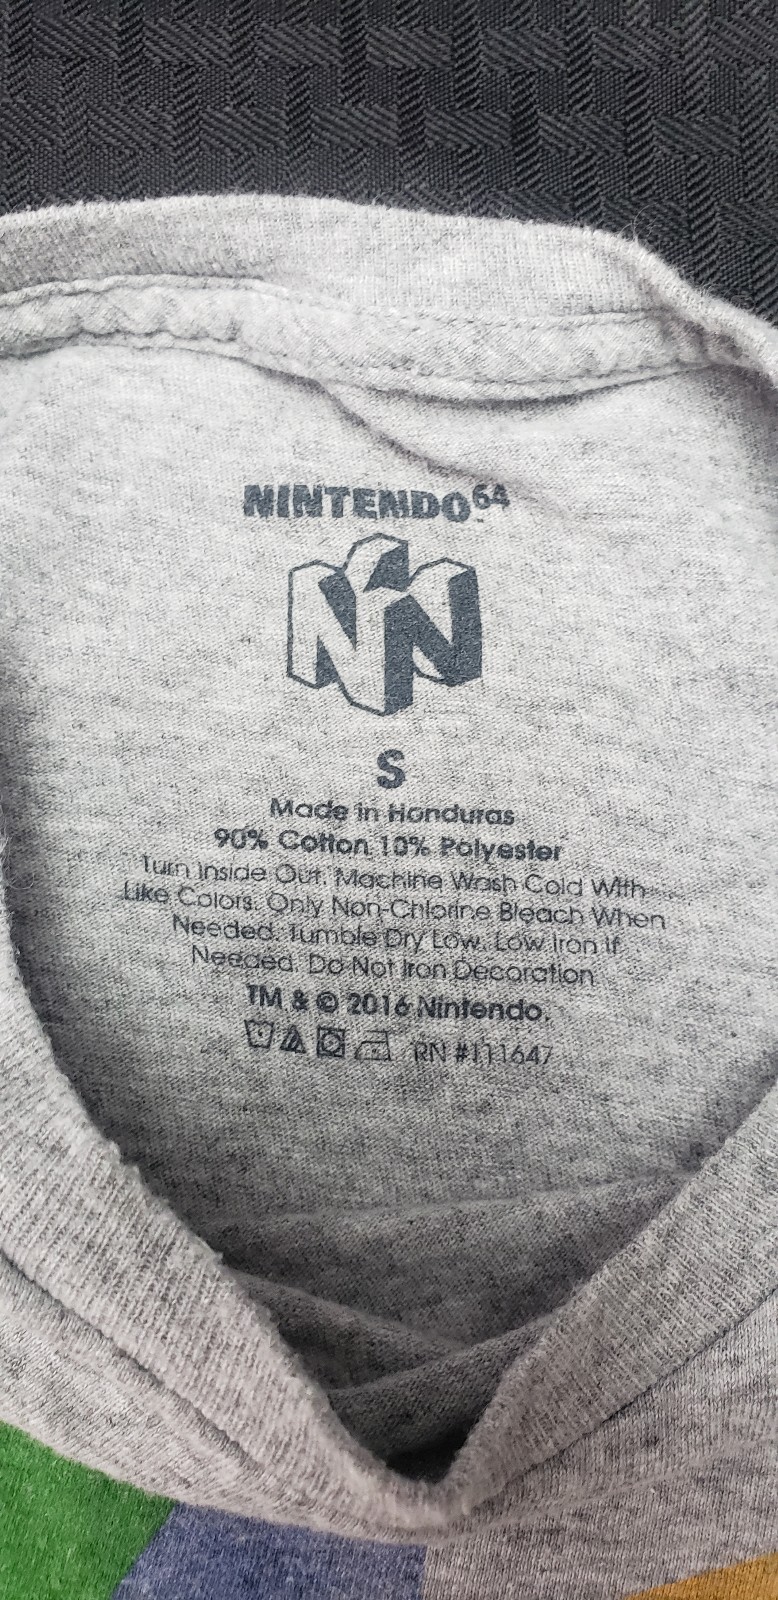 NINTENDO64
S
Made in Honduras
90% Cotton 10% Polyester
Turn Inside Out. Machine Wash Cold With
Like Colors. Only Non-Chlorine Bleach When
Needed. Tumble Dry Low. Low Iron If
Needed. Do Not Iron Decoration
TM & © 2016 Nintendo.
RN #111647